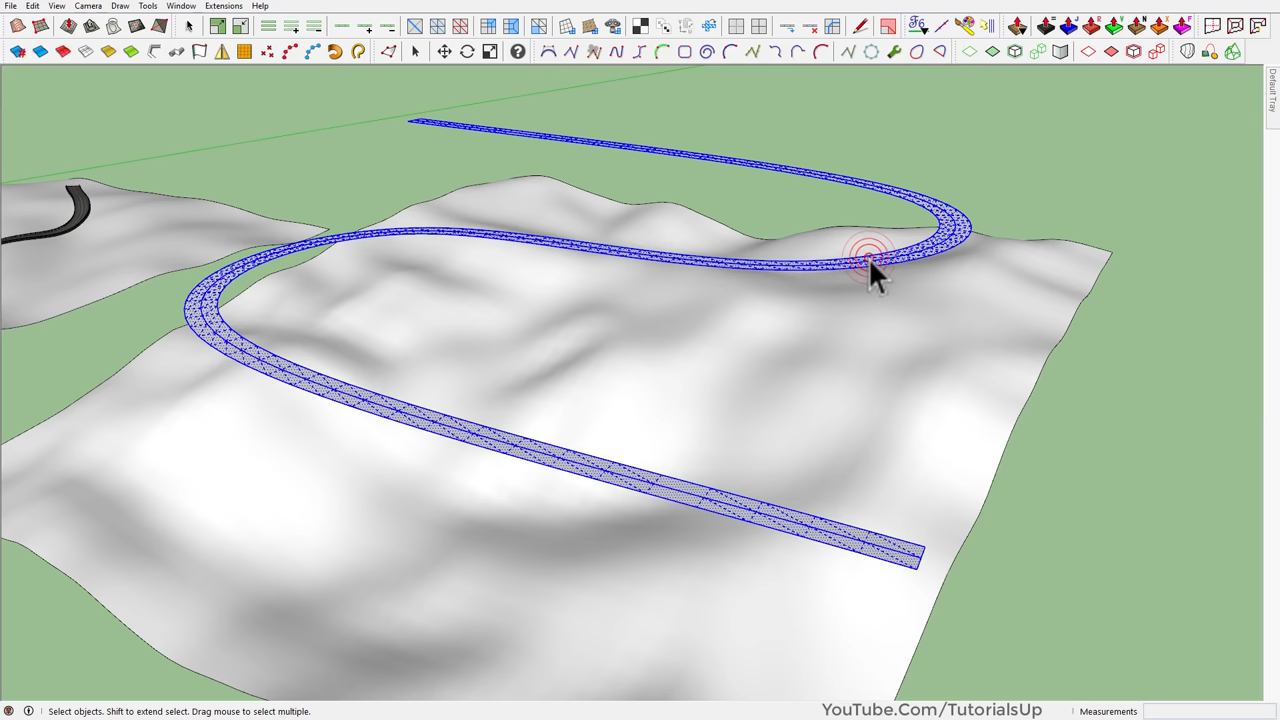 File Edit View Camera Draw Tools Window Extensions Help
Default Tray
Select objects. Shift to extend select. Drag mouse to select multiple.
YouTube.Com/TutorialsUp
Measurements